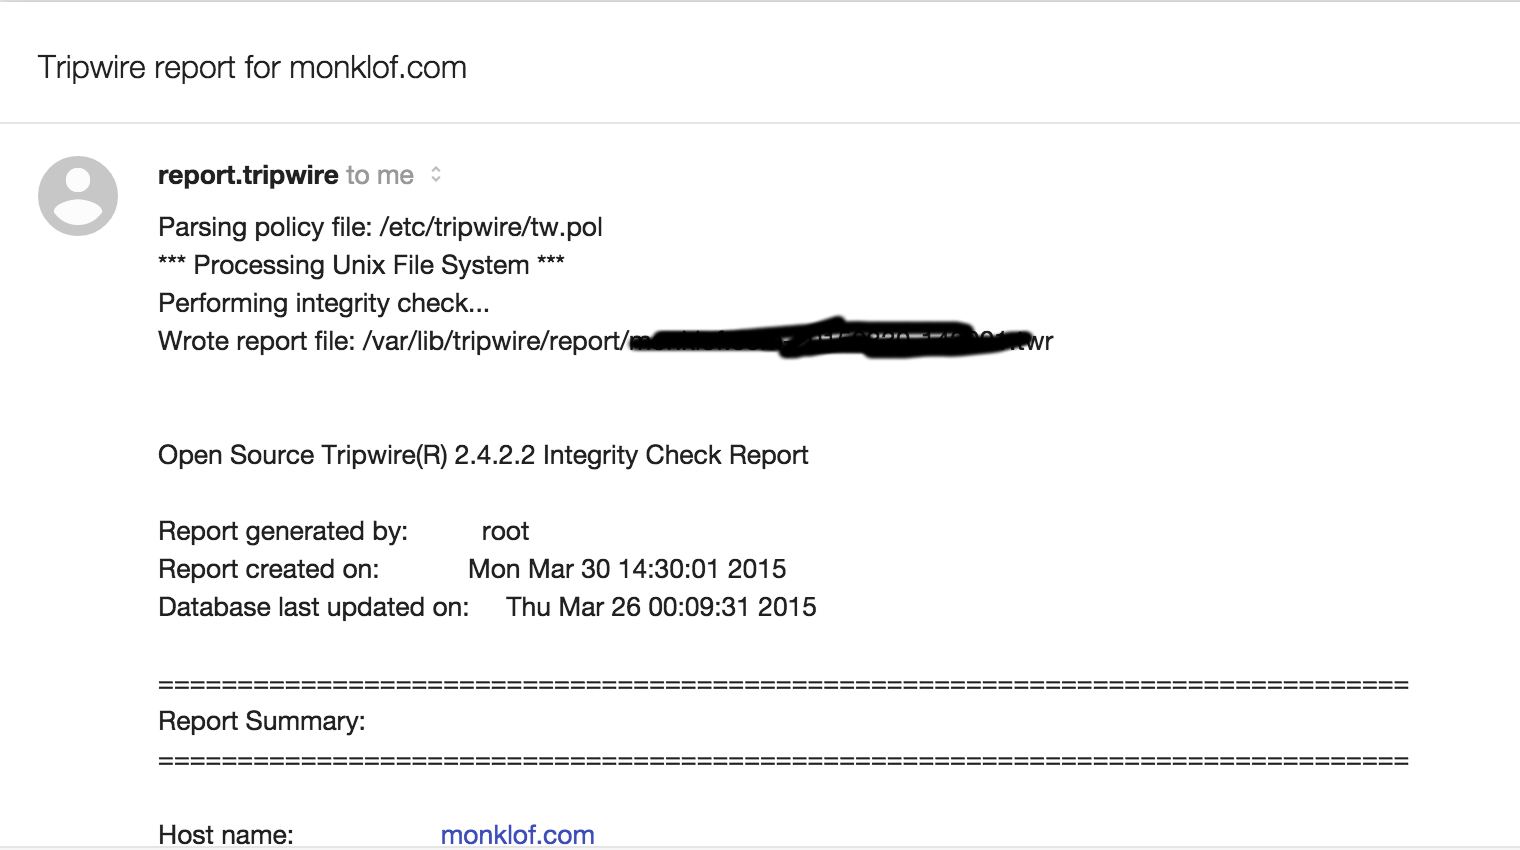 Tripwire report for monklof.com
report.tripwire to me
Parsing policy file: /etc/tripwire/tw.pol
*** Processing Unix File System ***
Performing integrity check...
Wrote report file: /var/lib/tripwire/report/
Open Source Tripwire(R) 2.4.2.2 Integrity Check Report
Report generated by: root
Report created on: Mon Mar 30 14:30:01 2015
Database last updated on: Thu Mar 26 00:09:31 2015
===============================================================================
Report Summary:
===============================================================================
Host name: monklof.com